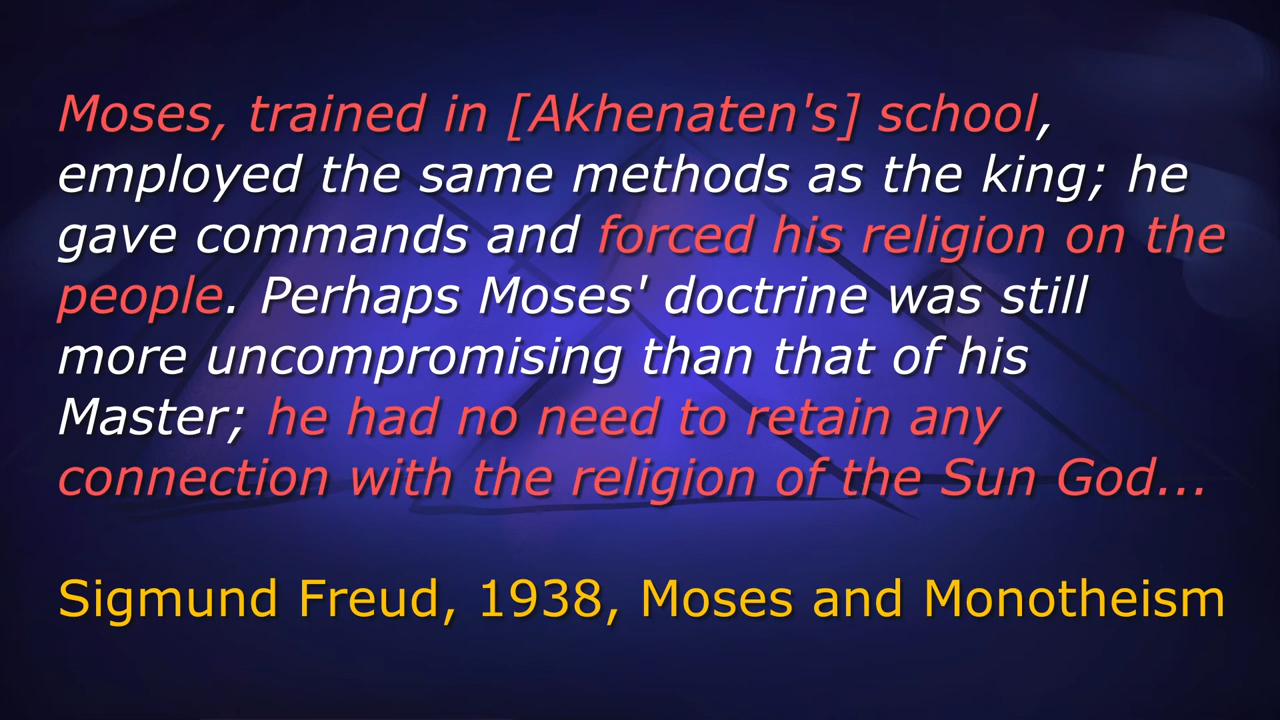 Moses, trained in [Akhenaten's] school,
employed the same methods as the king; he
gave commands and forced his religion on the
people. Perhaps Moses' doctrine was still
more uncompromising than that of his
Master; he had no need to retain any
connection with the religion of the Sun God...
Sigmund Freud, 1938, Moses and Monotheism